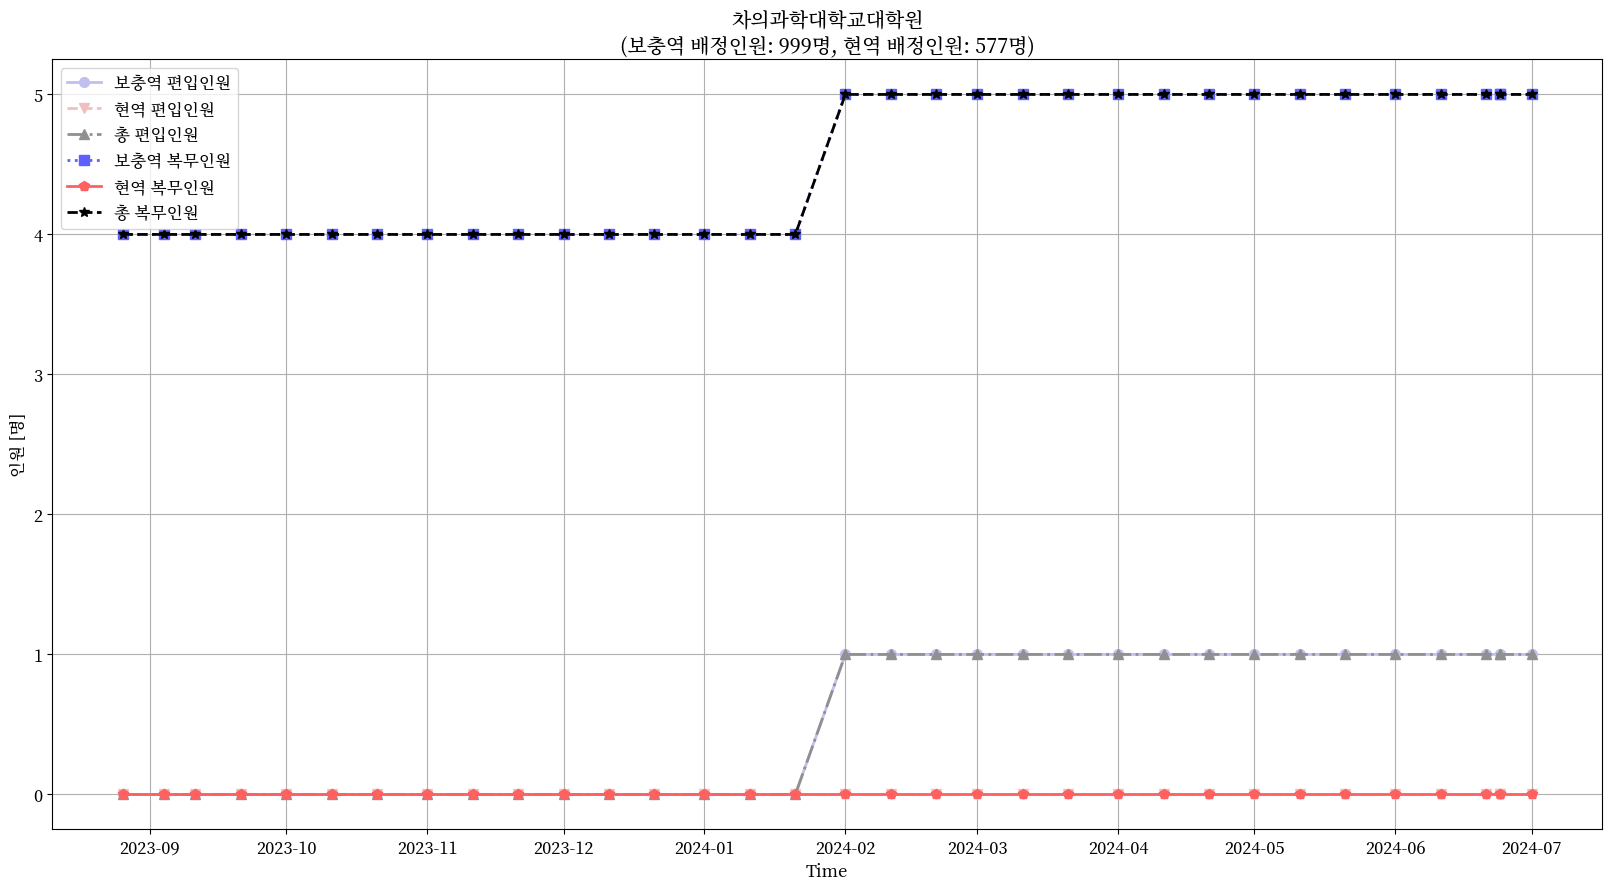 차의과학대학교대학원
(보충역 배정인원: 999명, 현역 배정인원: 577명)
보충역 편입인원
현역 편입인원
총 편입인원
보충역 복무인원
현역 복무인원
총 복무인원
인원 [명]
5
4
3
2
1
0
2023-09
2023-10
2023-11
2023-12
2024-01
2024-02
2024-03
2024-04
2024-05
2024-06
2024-07
Time